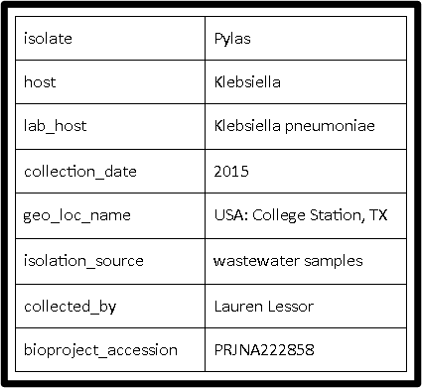 isolate Pylas
host Klebsiella
lab_host Klebsiella pneumoniae
collection_date 2015
geo_loc_name USA: College Station, TX
isolation_source wastewater samples
collected_by Lauren Lessor
bioproject_accession PRJNA222858